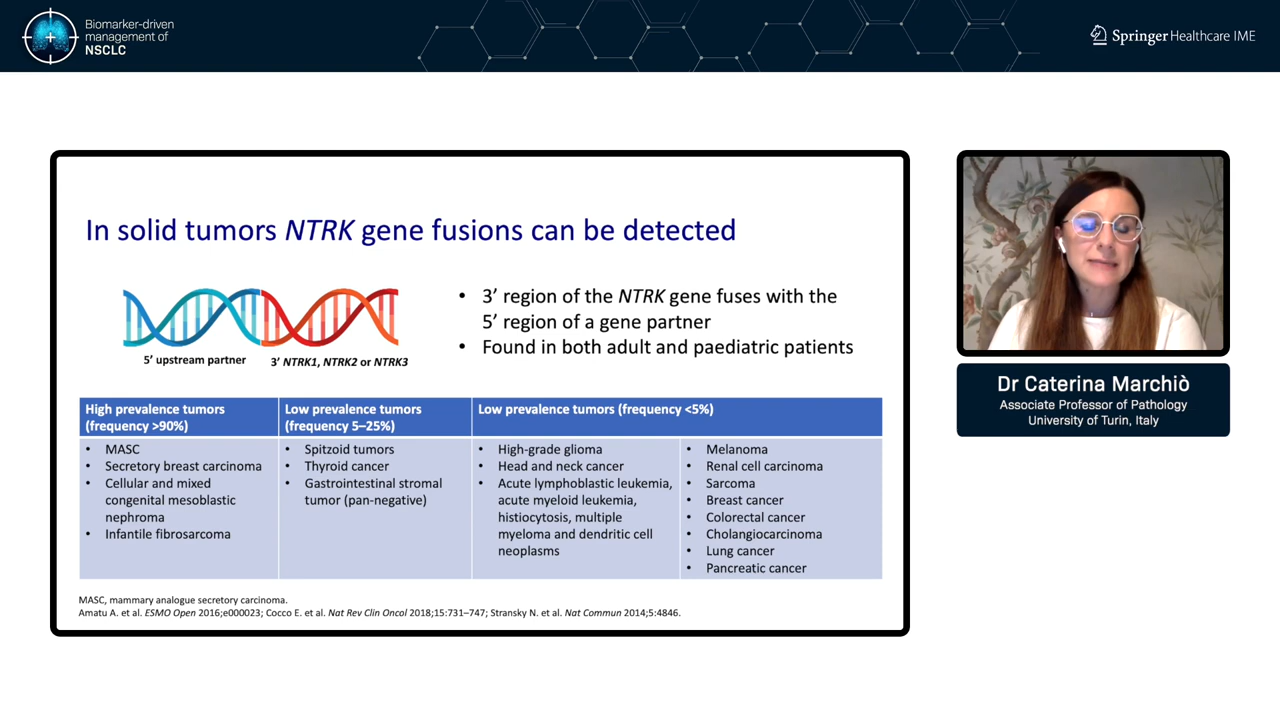 Biomarker-driven
management of
NSCLC
Springer Healthcare IME
In solid tumors NTRK gene fusions can be detected
5’ upstream partner
3’ NTRK1, NTRK2 or NTRK3
• 3’ region of the NTRK gene fuses with the
5’ region of a gene partner
• Found in both adult and paediatric patients
High prevalence tumors
(frequency >90%)
• MASC
• Secretory breast carcinoma
• Cellular and mixed
congenital mesoblastic
nephroma
• Infantile fibrosarcoma
Low prevalence tumors
(frequency 5–25%)
• Spitzoid tumors
• Thyroid cancer
• Gastrointestinal stromal
tumor (pan-negative)
Low prevalence tumors (frequency <5%)
• High-grade glioma
• Head and neck cancer
• Acute lymphoblastic leukemia,
acute myeloid leukemia,
histiocytosis, multiple
myeloma and dendritic cell
neoplasms
• Melanoma
• Renal cell carcinoma
• Sarcoma
• Breast cancer
• Colorectal cancer
• Cholangiocarcinoma
• Lung cancer
• Pancreatic cancer
MASC, mammary analogue secretory carcinoma.
Amatu A. et al. ESMO Open 2016;e000023; Cocco E. et al. Nat Rev Clin Oncol 2018;15:731–747; Stransky N. et al. Nat Commun 2014;5:4846.
Dr Caterina Marchiò
Associate Professor of Pathology
University of Turin, Italy